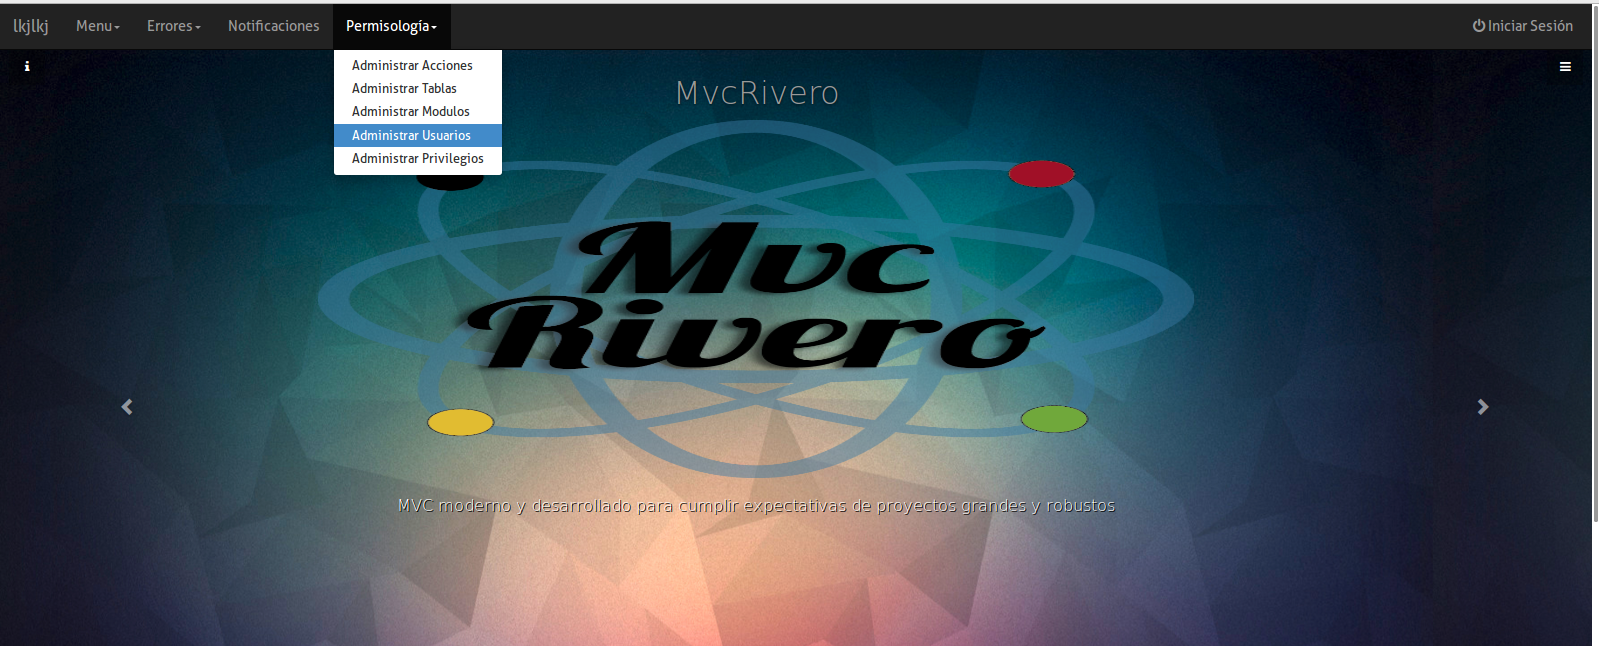 lkjlkj Menu Errores Notificaciones Permisología Iniciar Sesión
Administrar Acciones
Administrar Tablas
Administrar Modulos
Administrar Usuarios
Administrar Privilegios
MvcRivero
Mvc
Rivero
MVC moderno y desarrollado para cumplir expectativas de proyectos grandes y robustos